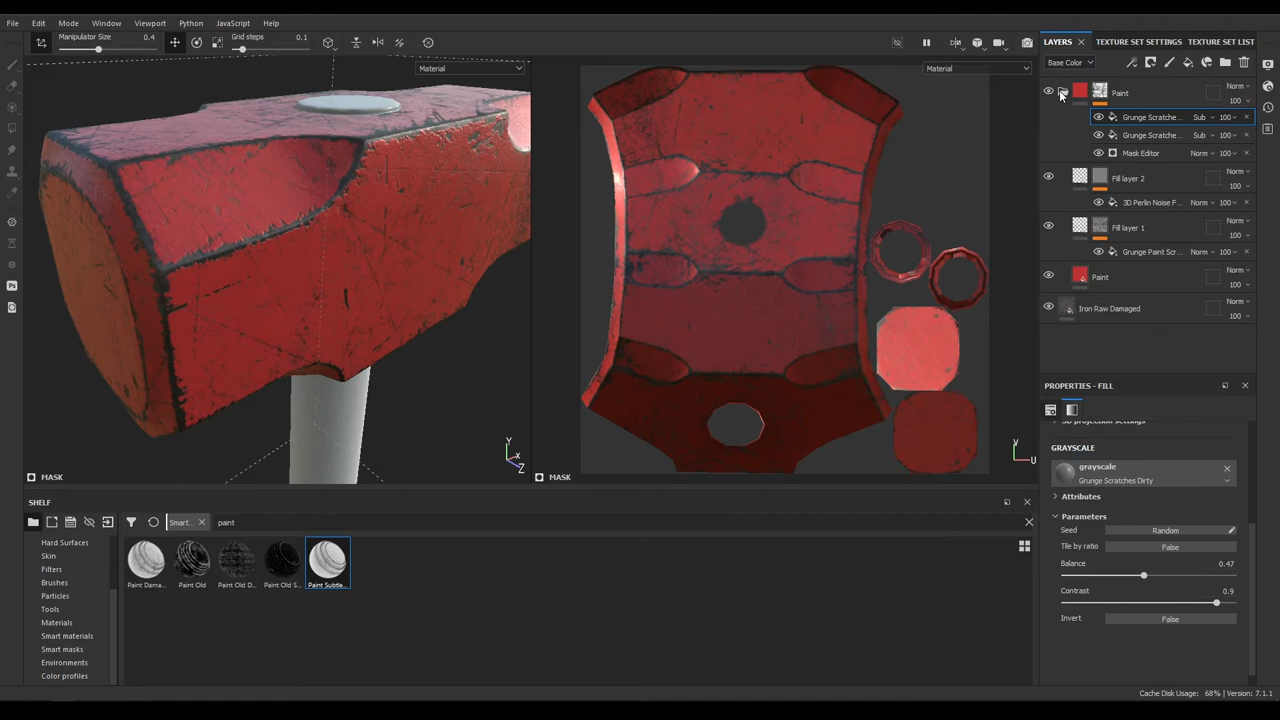 File Edit Mode Window Viewport Python JavaScript Help
Manipulator Size 0.4 Grid steps 0.1
LAYERS TEXTURE SET SETTINGS TEXTURE SET LIST
Base Color
Material
Material
Paint Norm
100
Grunge Scratche... Sub 100
Grunge Scratche... Sub 100
Mask Editor Norm 100
Fill layer 2 Norm
100
3D Perlin Noise F... Norm 100
Fill layer 1 Norm
100
Grunge Paint Scr... Norm 100
Paint Norm
100
Iron Raw Damaged Norm
100
Y
X
Z
V
U
MASK
MASK
PROPERTIES - FILL
3D projection settings
GRAYSCALE
grayscale
Grunge Scratches Dirty
Attributes
Parameters
Seed Random
Tile by ratio False
Balance 0.47
Contrast 0.9
Invert False
SHELF
Smart... paint
Hard Surfaces
Skin
Filters
Brushes
Particles
Tools
Materials
Smart materials
Smart masks
Environments
Color profiles
Paint Dama... Paint Old Paint Old D... Paint Old S... Paint Subtle...
Ps
Cache Disk Usage: 68% | Version: 7.1.1